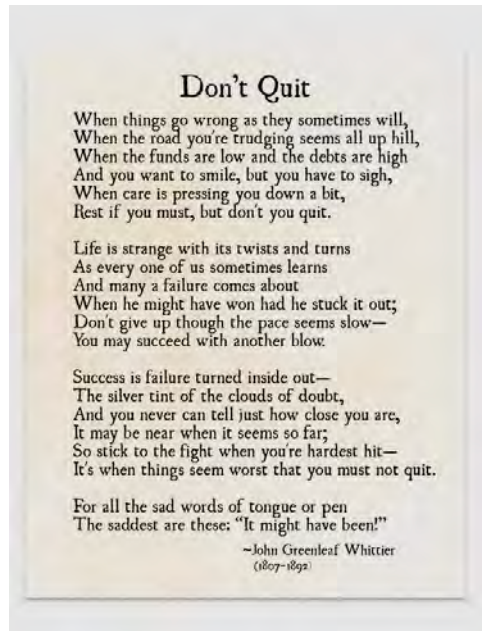 Don't Quit
When things go wrong as they sometimes will,
When the road you're trudging seems all up hill,
When the funds are low and the debts are high
And you want to smile, but you have to sigh,
When care is pressing you down a bit,
Rest if you must, but don't you quit.
Life is strange with its twists and turns
As every one of us sometimes learns
And many a failure comes about
When he might have won had he stuck it out;
Don't give up though the pace seems slow—
You may succeed with another blow.
Success is failure turned inside out—
The silver tint of the clouds of doubt,
And you never can tell just how close you are,
It may be near when it seems so far;
So stick to the fight when you're hardest hit—
It's when things seem worst that you must not quit.
For all the sad words of tongue or pen
The saddest are these: "It might have been!"
~John Greenleaf Whittier
(1807-1892)